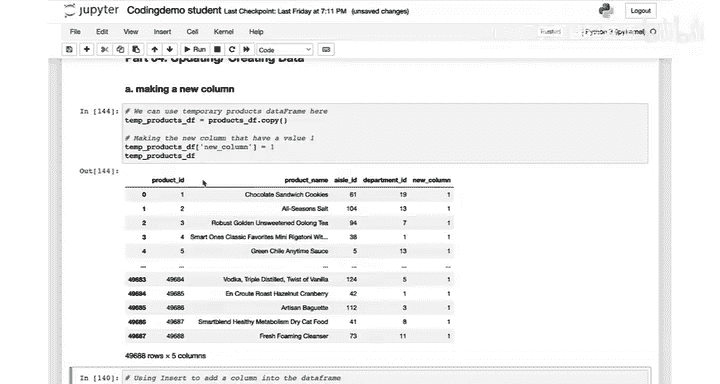 jupyter Codingdemo student Last Checkpoint: Last Friday at 7:11 PM (unsaved changes)
Logout
File Edit View Insert Cell Kernel Help
Run Code
Part 04: Updating/ Creating Data
a. making a new column
In [144]: # We can use temporary products dataFrame here
temp_products_df = products_df.copy()
# Making the new column that have a value 1
temp_products_df['new_column'] = 1
temp_products_df
Out[144]:
product_id product_name aisle_id department_id new_column
0 1 Chocolate Sandwich Cookies 61 19 1
1 2 All-Seasons Salt 104 13 1
2 3 Robust Golden Unsweetened Oolong Tea 94 7 1
3 4 Smart Ones Classic Favorites Mini Rigatoni Wit... 38 1 1
4 5 Green Chile Anytime Sauce 5 13 1
... ... ... ... ... ...
49683 49684 Vodka, Triple Distilled, Twist of Vanilla 124 5 1
49684 49685 En Croute Roast Hazelnut Cranberry 42 1 1
49685 49686 Artisan Baguette 112 3 1
49686 49687 Smartblend Healthy Metabolism Dry Cat Food 41 8 1
49687 49688 Fresh Foaming Cleanser 73 11 1
49688 rows × 5 columns
In [140]: # Using Insert to add a column into the dataframe